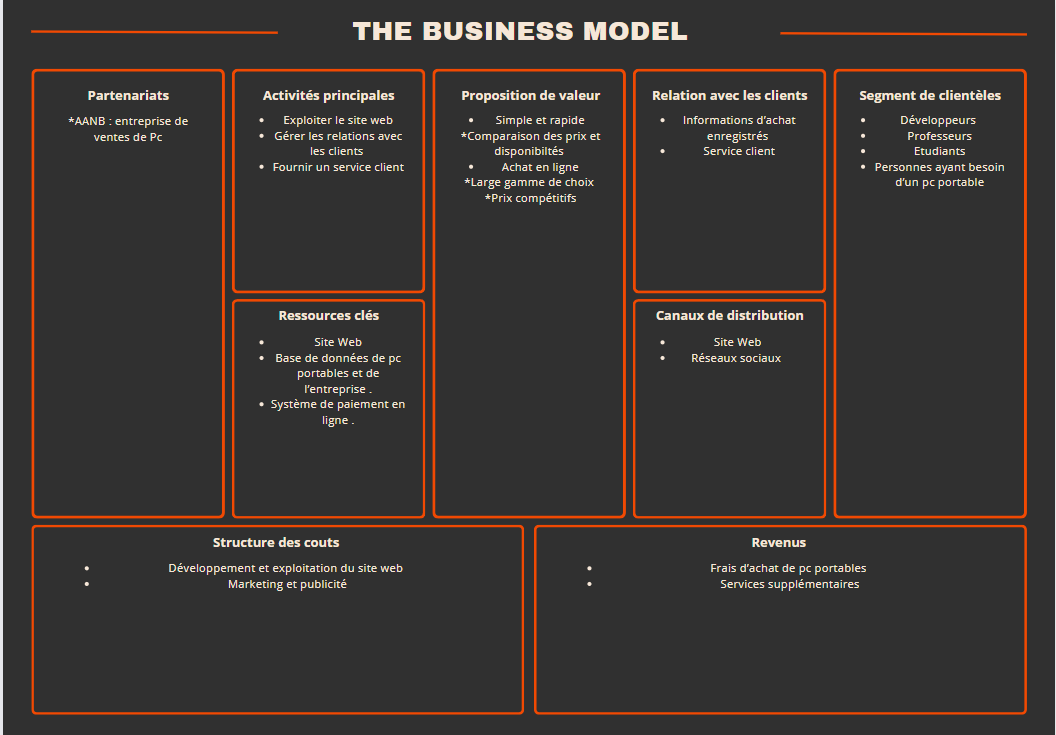 THE BUSINESS MODEL
Partenariats
*AANB : entreprise de
ventes de Pc
Activités principales
• Exploiter le site web
• Gérer les relations avec
les clients
• Fournir un service client
Ressources clés
• Site Web
• Base de données de pc
portables et de
l’entreprise .
• Système de paiement en
ligne .
Proposition de valeur
• Simple et rapide
*Comparaison des prix et
disponibiltés
• Achat en ligne
*Large gamme de choix
*Prix compétitifs
Relation avec les clients
• Informations d’achat
enregistrés
• Service client
Canaux de distribution
• Site Web
• Réseaux sociaux
Segment de clientèles
• Développeurs
• Professeurs
• Etudiants
• Personnes ayant besoin
d’un pc portable
Structure des couts
• Développement et exploitation du site web
• Marketing et publicité
Revenus
• Frais d’achat de pc portables
• Services supplémentaires